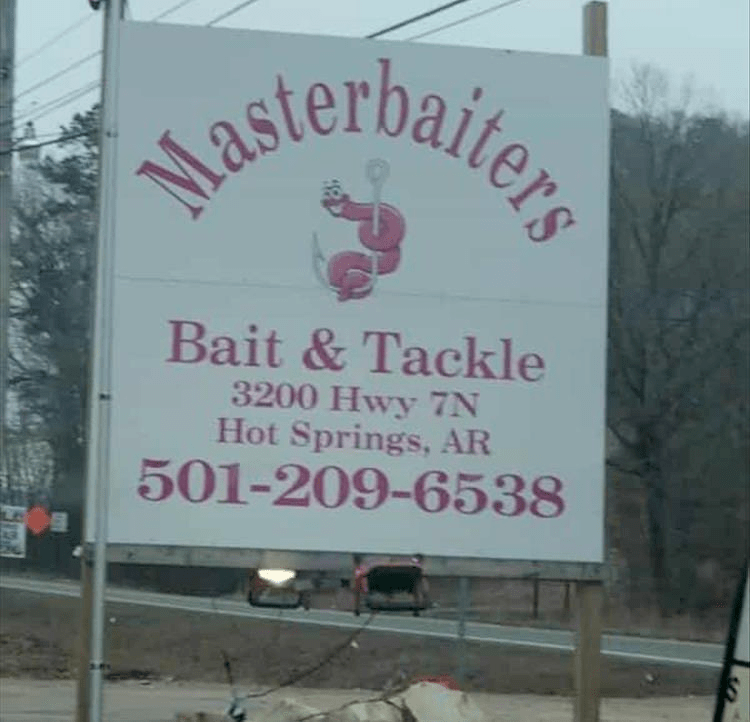 Masterbaiters
Bait & Tackle
3200 Hwy 7N
Hot Springs, AR
501-209-6538